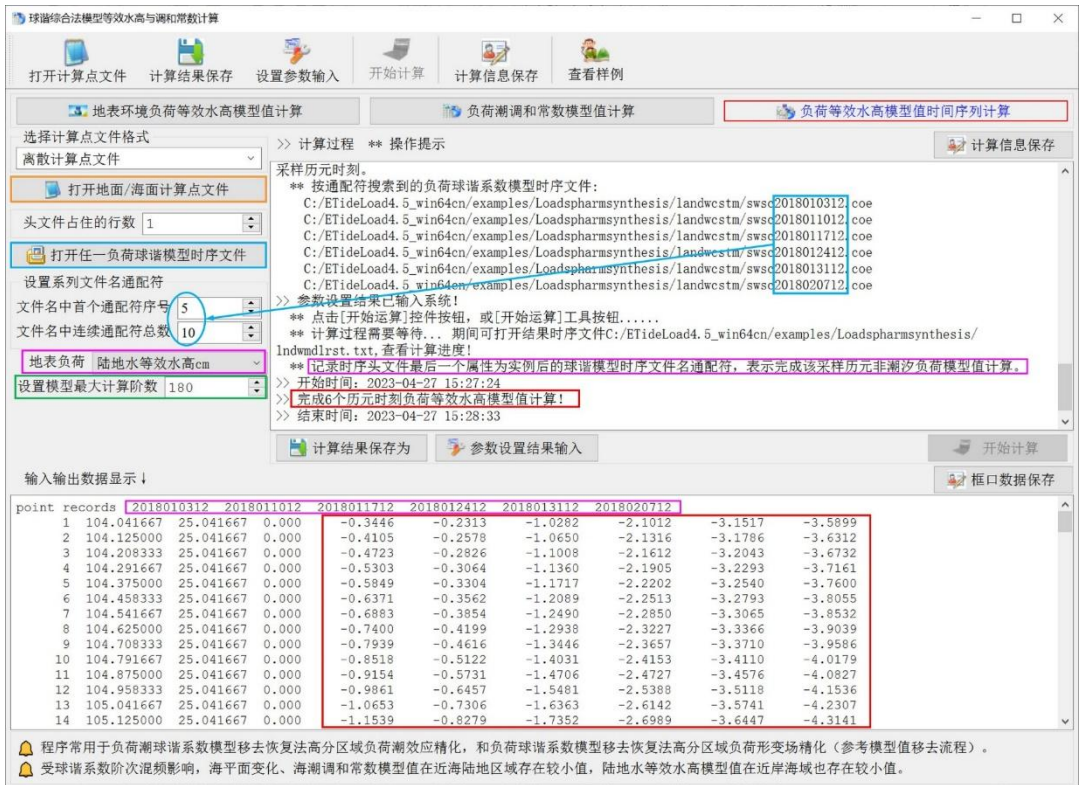 球谐综合法模型等效水高与调和常数计算
打开计算点文件 计算结果保存 设置参数输入 开始计算 计算信息保存 查看样例
地表环境负荷等效水高模型值计算 负荷潮调和常数模型值计算 负荷等效水高模型值时间序列计算
选择计算点文件格式
离散计算点文件
打开地面/海面计算点文件
头文件占住的行数 1
打开任一负荷球谐模型时序文件
设置系列文件名通配符
文件名中首个通配符序号 5
文件名中连续通配符总数 10
地表负荷 陆地水等效水高cm
设置模型最大计算阶数 180
>> 计算过程 ** 操作提示
计算信息保存
采样历元时刻。
** 按通配符搜索到的负荷球谐系数模型时序文件:
C:/ETideLoad4.5_win64cn/examples/Loadspharmsynthesis/landwcstm/swsc2018010312.coe
C:/ETideLoad4.5_win64cn/examples/Loadspharmsynthesis/landwcstm/swsc2018011012.coe
C:/ETideLoad4.5_win64cn/examples/Loadspharmsynthesis/landwcstm/swsc2018011712.coe
C:/ETideLoad4.5_win64cn/examples/Loadspharmsynthesis/landwcstm/swsc2018012412.coe
C:/ETideLoad4.5_win64cn/examples/Loadspharmsynthesis/landwcstm/swsc2018013112.coe
C:/ETideLoad4.5_win64cn/examples/Loadspharmsynthesis/landwcstm/swsc2018020712.coe
>> 参数设置结果已输入系统!
** 点击[开始运算]控件按钮，或[开始运算]工具按钮......
** 计算过程需要等待... 期间可打开结果时序文件C:/ETideLoad4.5_win64cn/examples/Loadspharmsynthesis/
lndwmdlrst.txt,查看计算进度!
** 记录时序头文件最后一个属性为实例后的球谐模型时序文件名通配符，表示完成该采样历元非潮汐负荷模型值计算。
>> 开始时间: 2023-04-27 15:27:24
>> 完成6个历元时刻负荷等效水高模型值计算!
>> 结束时间: 2023-04-27 15:28:33
计算结果保存为 参数设置结果输入 开始计算
输入输出数据显示↓ 框口数据保存
point records 2018010312 2018011012 2018011712 2018012412 2018013112 2018020712
1 104.041667 25.041667 0.000 -0.3446 -0.2313 -1.0282 -2.1012 -3.1517 -3.5899
2 104.125000 25.041667 0.000 -0.4105 -0.2578 -1.0650 -2.1316 -3.1786 -3.6312
3 104.208333 25.041667 0.000 -0.4723 -0.2826 -1.1008 -2.1612 -3.2043 -3.6732
4 104.291667 25.041667 0.000 -0.5303 -0.3064 -1.1360 -2.1905 -3.2293 -3.7161
5 104.375000 25.041667 0.000 -0.5849 -0.3304 -1.1717 -2.2202 -3.2540 -3.7600
6 104.458333 25.041667 0.000 -0.6371 -0.3562 -1.2089 -2.2513 -3.2793 -3.8055
7 104.541667 25.041667 0.000 -0.6883 -0.3854 -1.2490 -2.2850 -3.3065 -3.8532
8 104.625000 25.041667 0.000 -0.7400 -0.4199 -1.2938 -2.3227 -3.3366 -3.9039
9 104.708333 25.041667 0.000 -0.7939 -0.4616 -1.3446 -2.3657 -3.3710 -3.9586
10 104.791667 25.041667 0.000 -0.8518 -0.5122 -1.4031 -2.4153 -3.4110 -4.0179
11 104.875000 25.041667 0.000 -0.9154 -0.5731 -1.4706 -2.4727 -3.4576 -4.0827
12 104.958333 25.041667 0.000 -0.9861 -0.6457 -1.5481 -2.5388 -3.5118 -4.1536
13 105.041667 25.041667 0.000 -1.0653 -0.7306 -1.6363 -2.6142 -3.5741 -4.2307
14 105.125000 25.041667 0.000 -1.1539 -0.8279 -1.7352 -2.6989 -3.6447 -4.3141
程序常用于负荷潮球谐系数模型移去恢复法高分区域负荷潮效应精化，和负荷球谐系数模型移去恢复法高分区域负荷形变场精化（参考模型值移去流程）。
受球谐系数阶次混频影响，海平面变化、海潮调和常数模型值在近海陆地区域存在较小值，陆地水等效水高模型值在近岸海域也存在较小值。